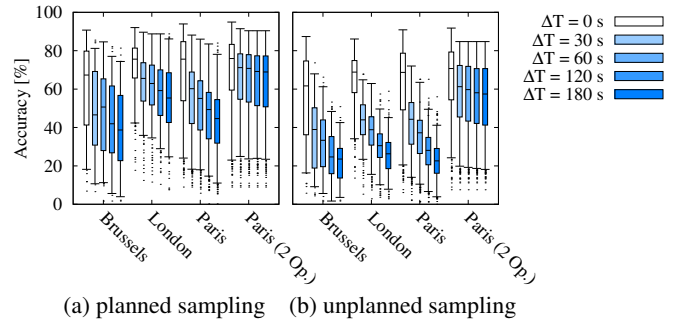 Accuracy [%]
100
80
60
40
20
0
Brussels
London
Paris
Paris (2 Op.)
Brussels
London
Paris
Paris (2 Op.)
ΔT = 0 s
ΔT = 30 s
ΔT = 60 s
ΔT = 120 s
ΔT = 180 s
(a) planned sampling
(b) unplanned sampling